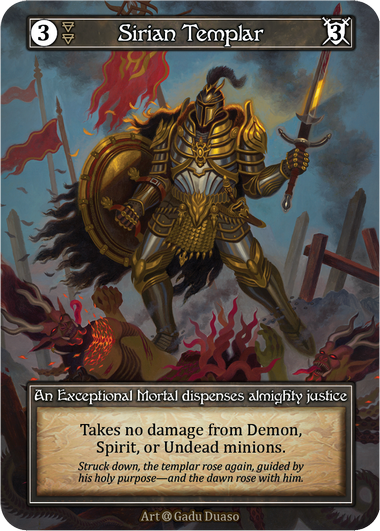 3
Sirian Templar
3
An Exceptional Mortal dispenses almighty justice
Takes no damage from Demon,
Spirit, or Undead minions.
Struck down, the templar rose again, guided by
his holy purpose—and the dawn rose with him.
Art @ Gadu Duaso